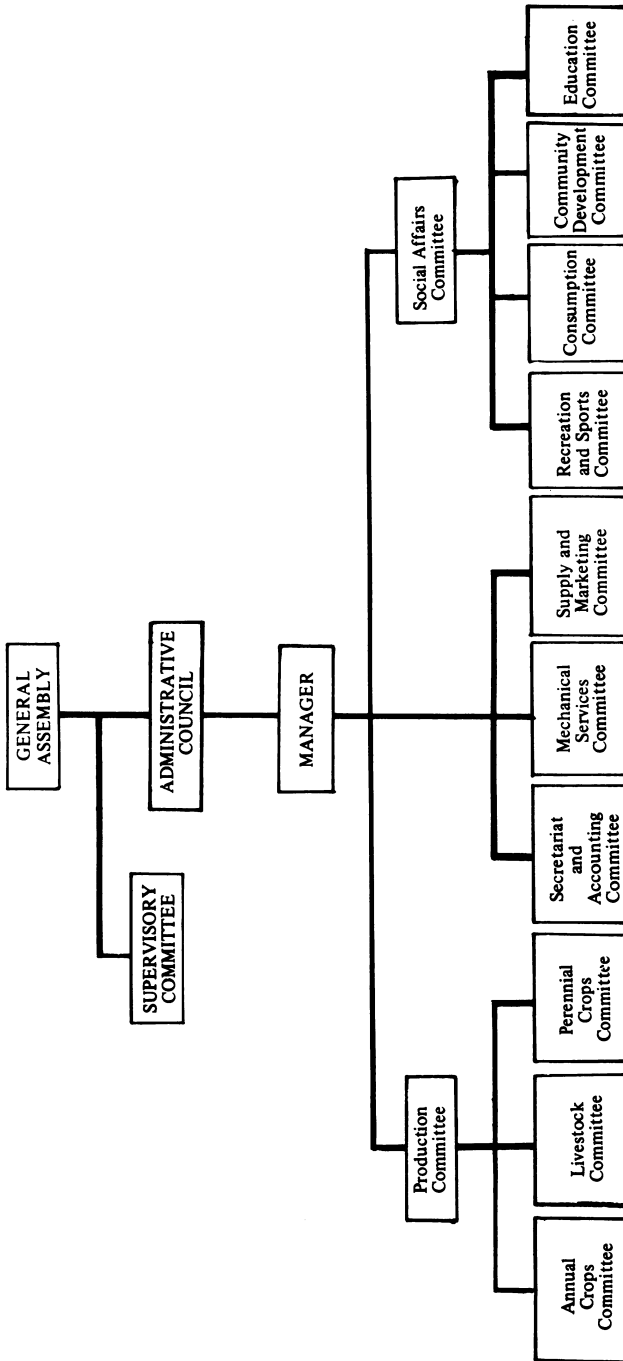 GENERAL
ASSEMBLY
SUPERVISORY
COMMITTEE
ADMINISTRATIVE
COUNCIL
MANAGER
Production
Committee
Social Affairs
Committee
Annual
Crops
Committee
Livestock
Committee
Perennial
Crops
Committee
Secretariat
and
Accounting
Committee
Mechanical
Services
Committee
Supply and
Marketing
Committee
Recreation
and Sports
Committee
Consumption
Committee
Community
Development
Committee
Education
Committee